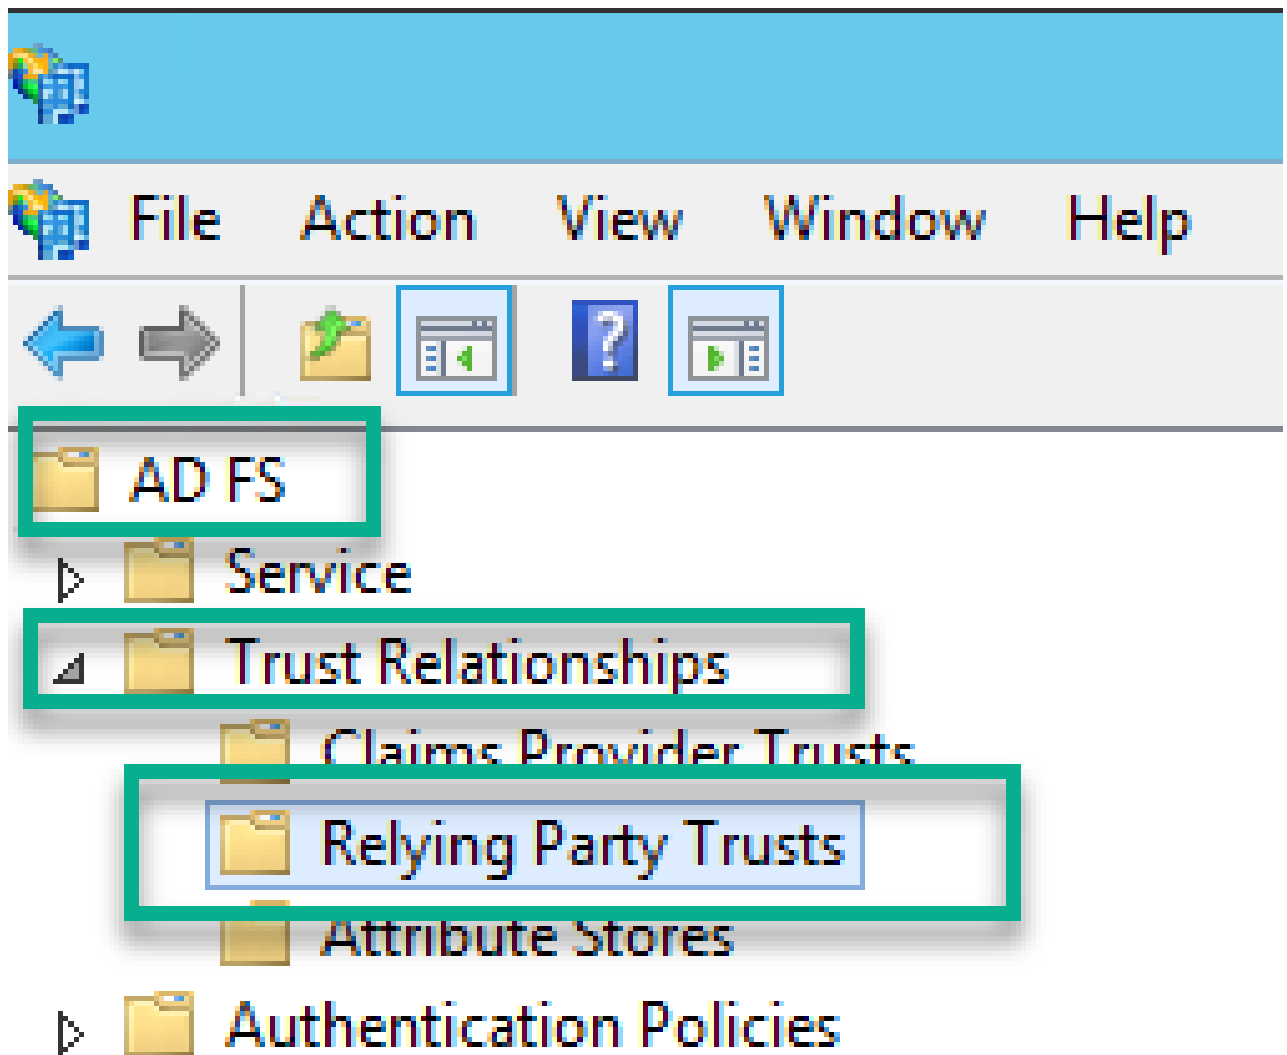 File Action View Window Help
AD FS
Service
Trust Relationships
Claims Provider Trusts
Relying Party Trusts
Attribute Stores
Authentication Policies